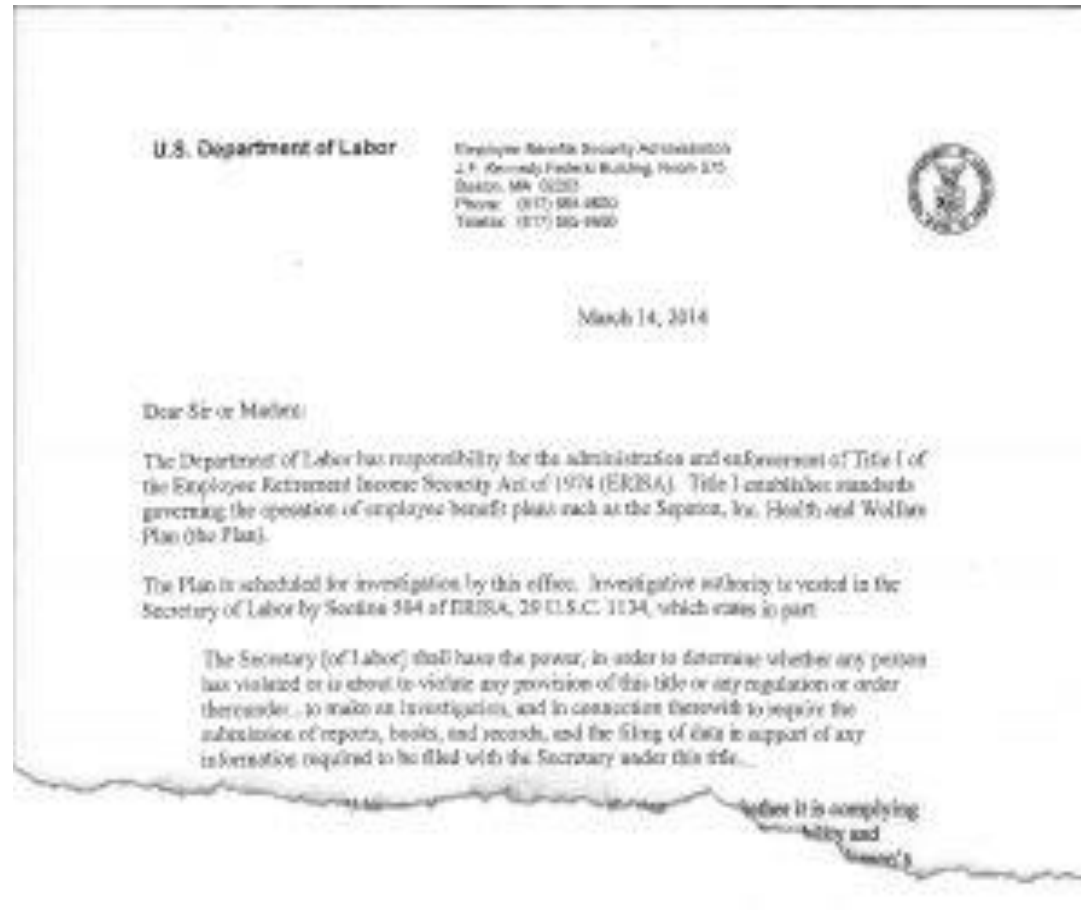 U.S. Department of Labor
Employee Benefits Security Administration
J.F. Kennedy Federal Building, Room 575
Boston, MA 02203
Phone: (617)
Telefax: (617)
March 14, 2014
Dear Sir or Madam:
The Department of Labor has responsibility for the administration and enforcement of Title I of
the Employee Retirement Income Security Act of 1974 (ERISA). Title I establishes standards
governing the operation of employee benefit plans such as the Sepaton, Inc. Health and Welfare
Plan (the Plan).
The Plan is scheduled for investigation by this office. Investigative authority is vested in the
Secretary of Labor by Section 504 of ERISA, 29 U.S.C. 1134, which states in part:
The Secretary [of Labor] shall have the power, in order to determine whether any person
has violated or is about to violate any provision of this title or any regulation or order
thereunder...to make an investigation, and in connection therewith to require the
submission of reports, books, and records, and the filing of data in support of any
information required to be filed with the Secretary under this title...
it is complying
and